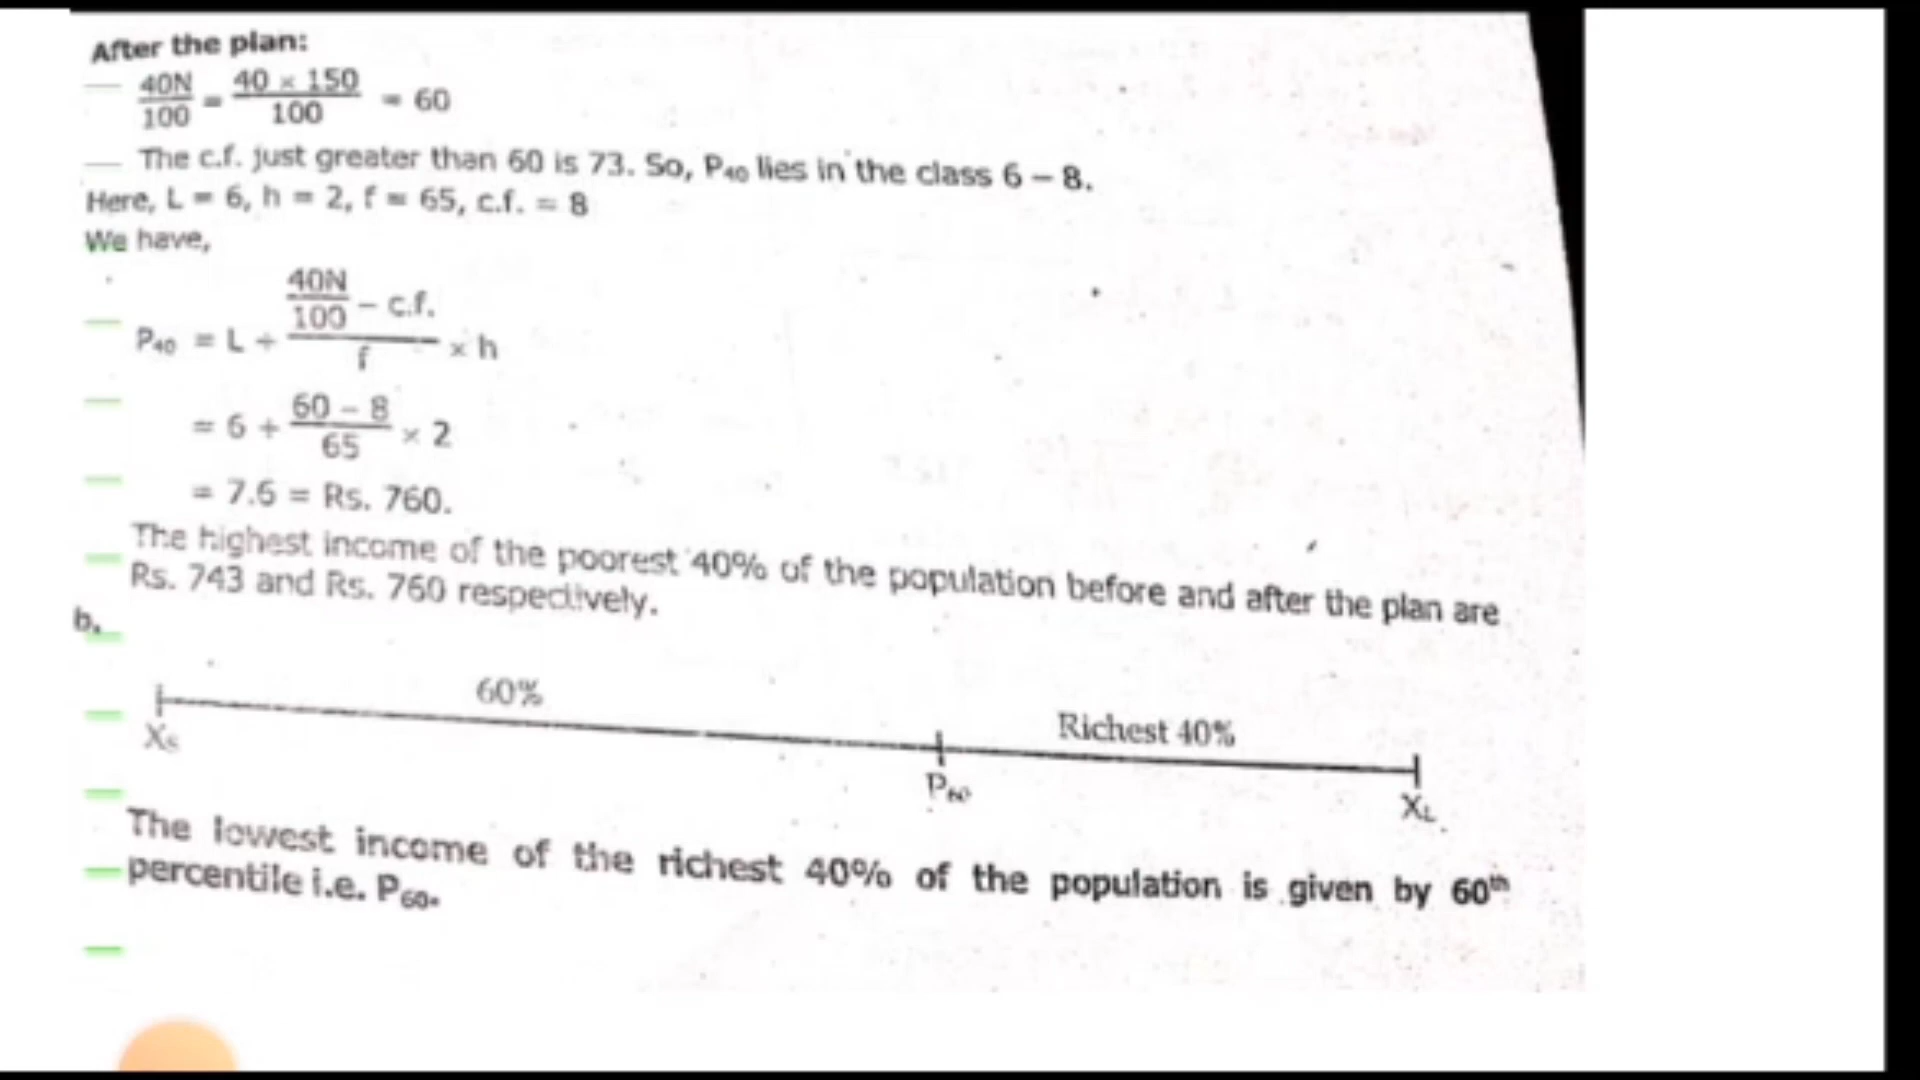 After the plan:
40N/100 = 40 × 150/100 = 60
The c.f. just greater than 60 is 73. So, P40 lies in the class 6 – 8.
Here, L = 6, h = 2, f = 65, c.f. = 8
We have,
P40 = L + (40N/100 – c.f.)/f × h
= 6 + (60 – 8)/65 × 2
= 7.6 = Rs. 760.
The highest income of the poorest 40% of the population before and after the plan are
Rs. 743 and Rs. 760 respectively.
b.
60%
Richest 40%
XS
P60
XL
The lowest income of the richest 40% of the population is given by 60th
percentile i.e. P60.